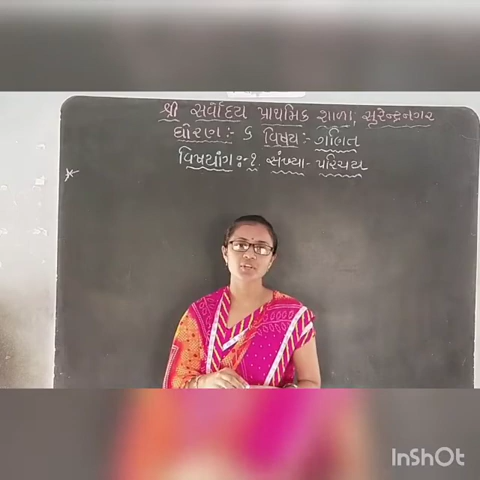 શ્રી સર્વોદય પ્રાથમિક શાળા, સુરેન્દ્રનગર
ધોરણ:- ૬ વિષય:- ગણિત
વિષયાંગ:-૧. સંખ્યા- પરિચય
InShOt